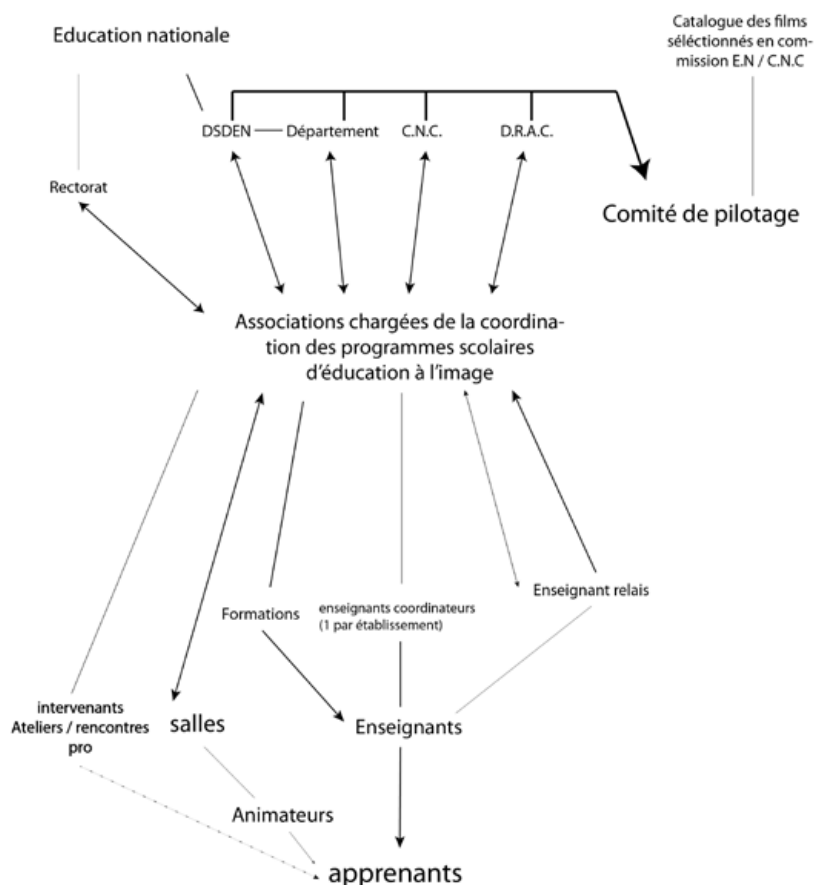 Education nationale
Catalogue des films
séléctionnés en com-
mission E.N / C.N.C
DSDEN
Département
C.N.C.
D.R.A.C.
Rectorat
Comité de pilotage
Associations chargées de la coordina-
tion des programmes scolaires
d'éducation à l'image
Formations
enseignants coordinateurs
(1 par établissement)
Enseignant relais
intervenants
Ateliers / rencontres
pro
salles
Enseignants
Animateurs
apprenants